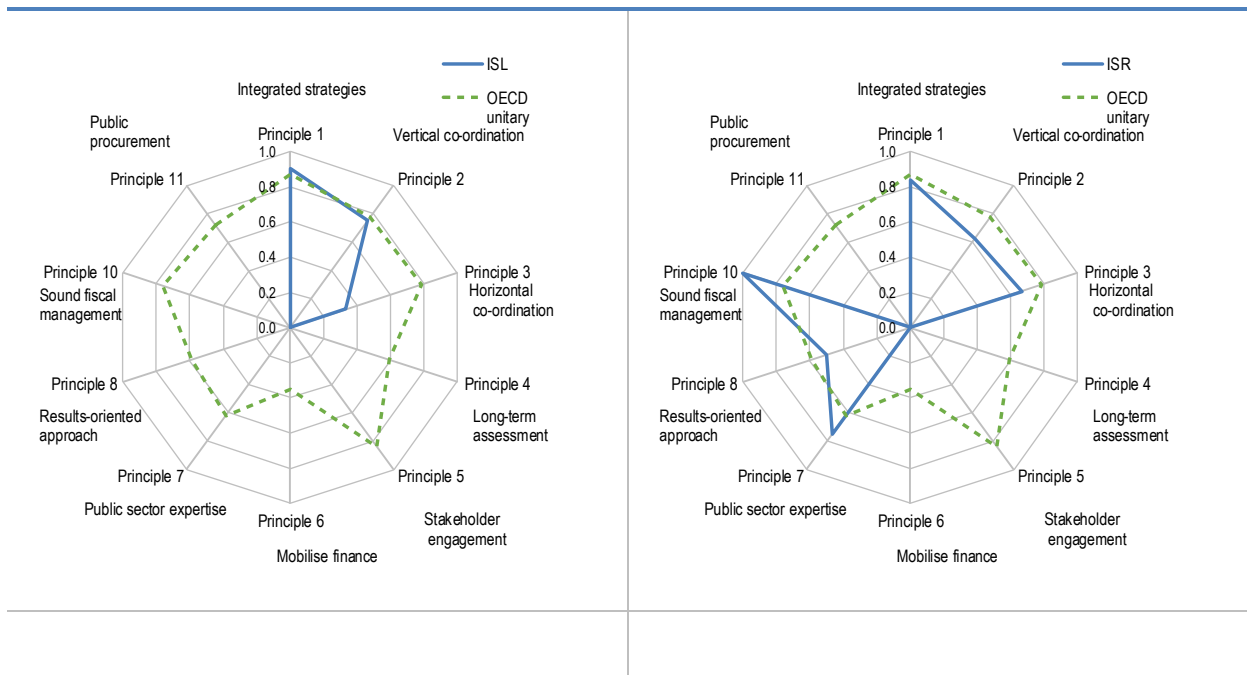 ISL
OECD
unitary
Integrated strategies
Public
procurement
Vertical co-ordination
Principle 1
1.0
Principle 11
Principle 2
0.8
0.6
0.4
Principle 10
Principle 3
Sound fiscal
management
0.2
Horizontal
co-ordination
0.0
Principle 8
Principle 4
Results-oriented
approach
Long-term
assessment
Principle 7
Principle 5
Public sector expertise
Principle 6
Stakeholder
engagement
Mobilise finance
ISR
OECD
unitary
Integrated strategies
Public
procurement
Vertical co-ordination
Principle 1
1.0
Principle 11
Principle 2
0.8
0.6
0.4
Principle 10
Principle 3
Sound fiscal
management
0.2
Horizontal
co-ordination
0.0
Principle 8
Principle 4
Results-oriented
approach
Long-term
assessment
Principle 7
Principle 5
Public sector expertise
Principle 6
Stakeholder
engagement
Mobilise finance